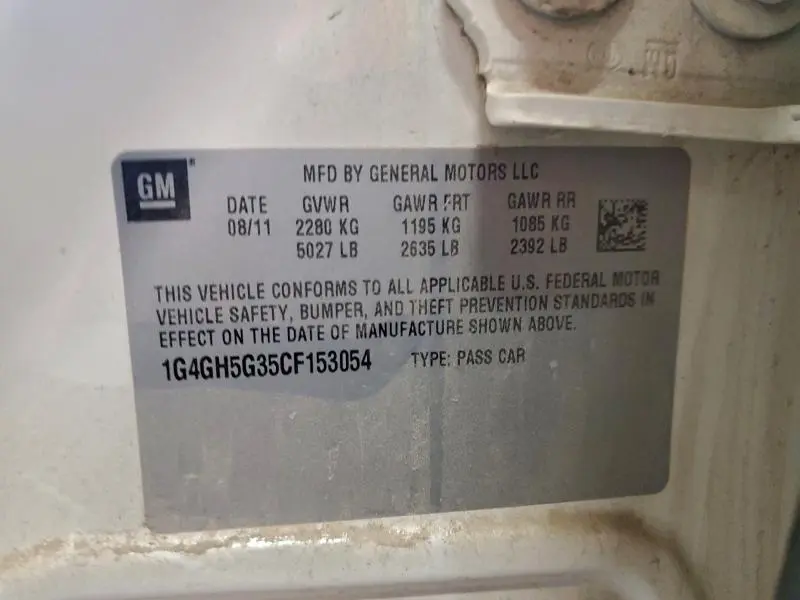 GM
MFD BY GENERAL MOTORS LLC
DATE GVWR GAWR FRT GAWR RR
08/11 2280 KG 1195 KG 1085 KG
5027 LB 2635 LB 2392 LB
THIS VEHICLE CONFORMS TO ALL APPLICABLE U.S. FEDERAL MOTOR
VEHICLE SAFETY, BUMPER, AND THEFT PREVENTION STANDARDS IN
EFFECT ON THE DATE OF MANUFACTURE SHOWN ABOVE.
1G4GH5G35CF153054 TYPE: PASS CAR